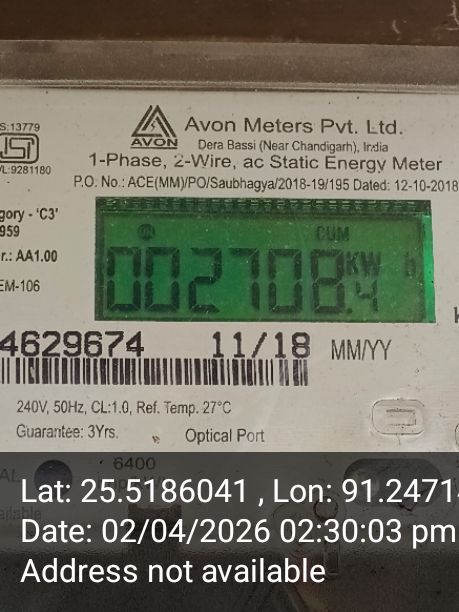 S:13779
/L:9281180
AVON
Avon Meters Pvt. Ltd.
Dera Bassi (Near Chandigarh), India
1-Phase, 2-Wire, ac Static Energy Meter
P.O. No.: ACE(MM)/PO/Saubhagya/2018-19/195 Dated: 12-10-2018
gory - 'C3'
959
r.: AA1.00
EM-106
ON CUM
002708.4 kW h
4629674 11/18 MM/YY
240V, 50Hz, CL:1.0, Ref. Temp. 27°C
Guarantee: 3Yrs. Optical Port
6400
Lat: 25.5186041 , Lon: 91.2471
Date: 02/04/2026 02:30:03 pm
Address not available